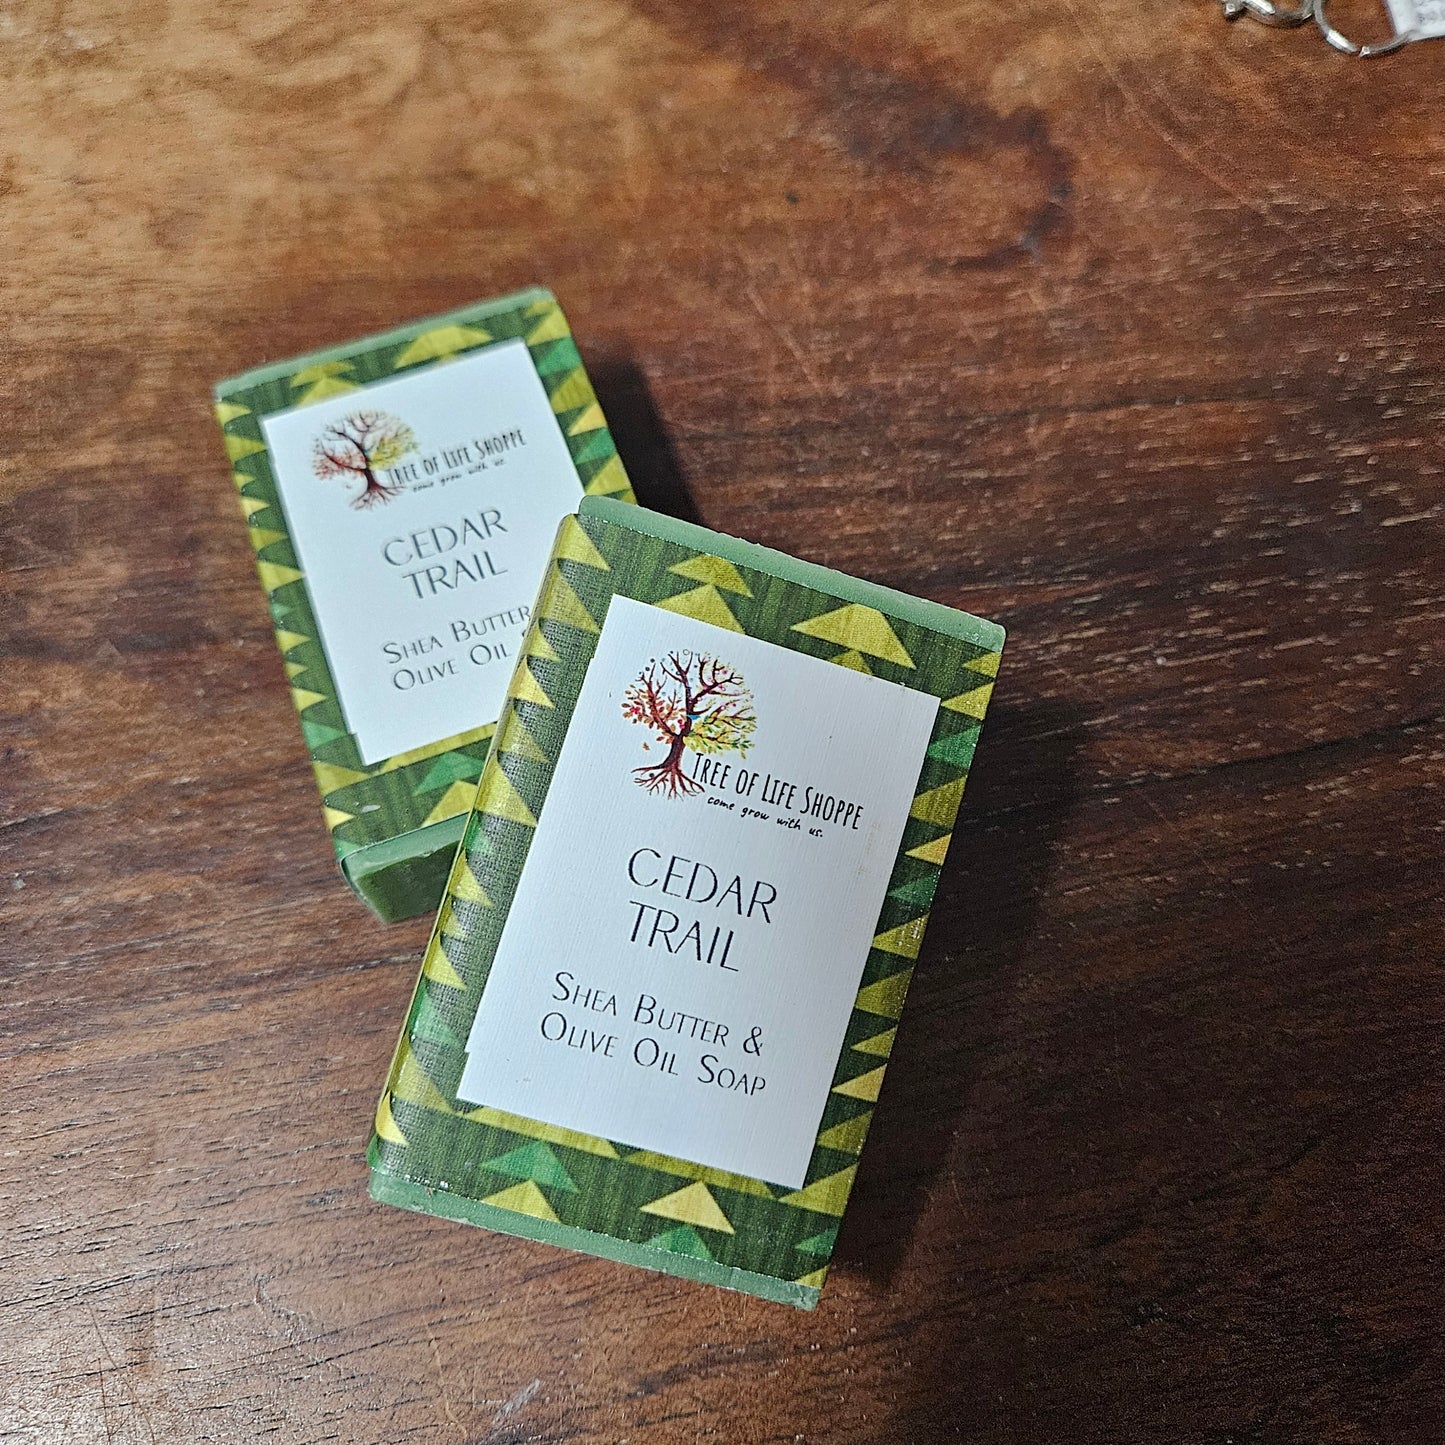 TREE OF LIFE SHOPPE
come grow with us.
CEDAR
TRAIL
SHEA BUTTER
OLIVE OIL
TREE OF LIFE SHOPPE
come grow with us.
CEDAR
TRAIL
SHEA BUTTER &
OLIVE OIL SOAP